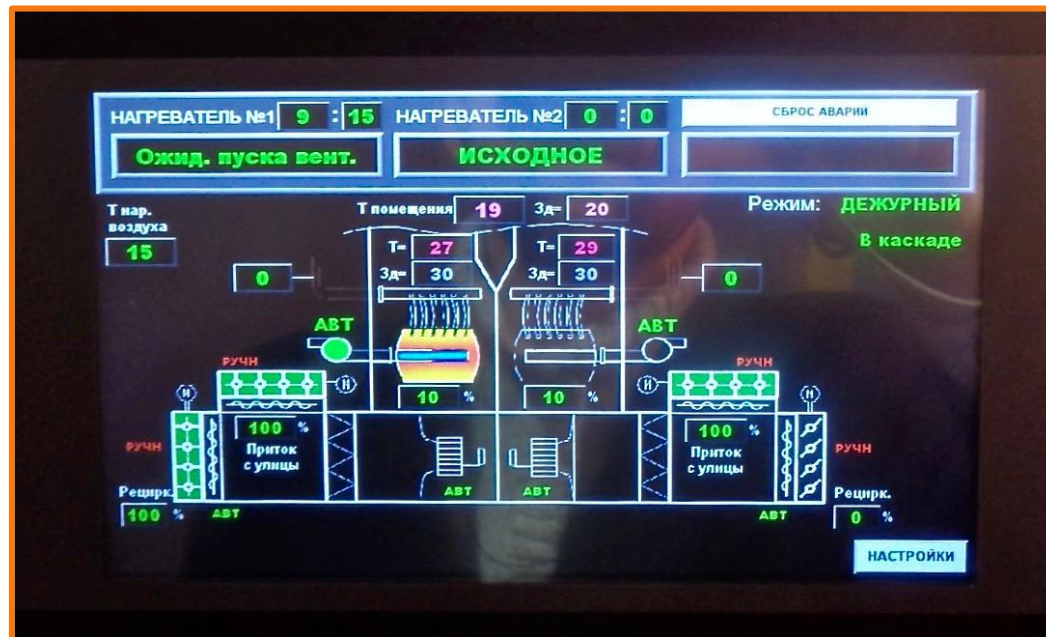 НАГРЕВАТЕЛЬ №1 9 : 15 НАГРЕВАТЕЛЬ №2 0 : 0 СБРОС АВАРИЙ
Ожид. пуска вент. ИСХОДНОЕ
Т нар. воздуха Т помещения 19 Зд= 20 Режим: ДЕЖУРНЫЙ
15 Т= 27 Т= 29 В каскаде
0 Зд= 30 Зд= 30 0
АВТ АВТ
РУЧН РУЧН
М М
10 % 10 %
М М
РУЧН 100 % 100 % РУЧН
Приток Приток
с улицы с улицы
Рецирк. АВТ АВТ Рецирк.
100 % АВТ АВТ 0 %
НАСТРОЙКИ